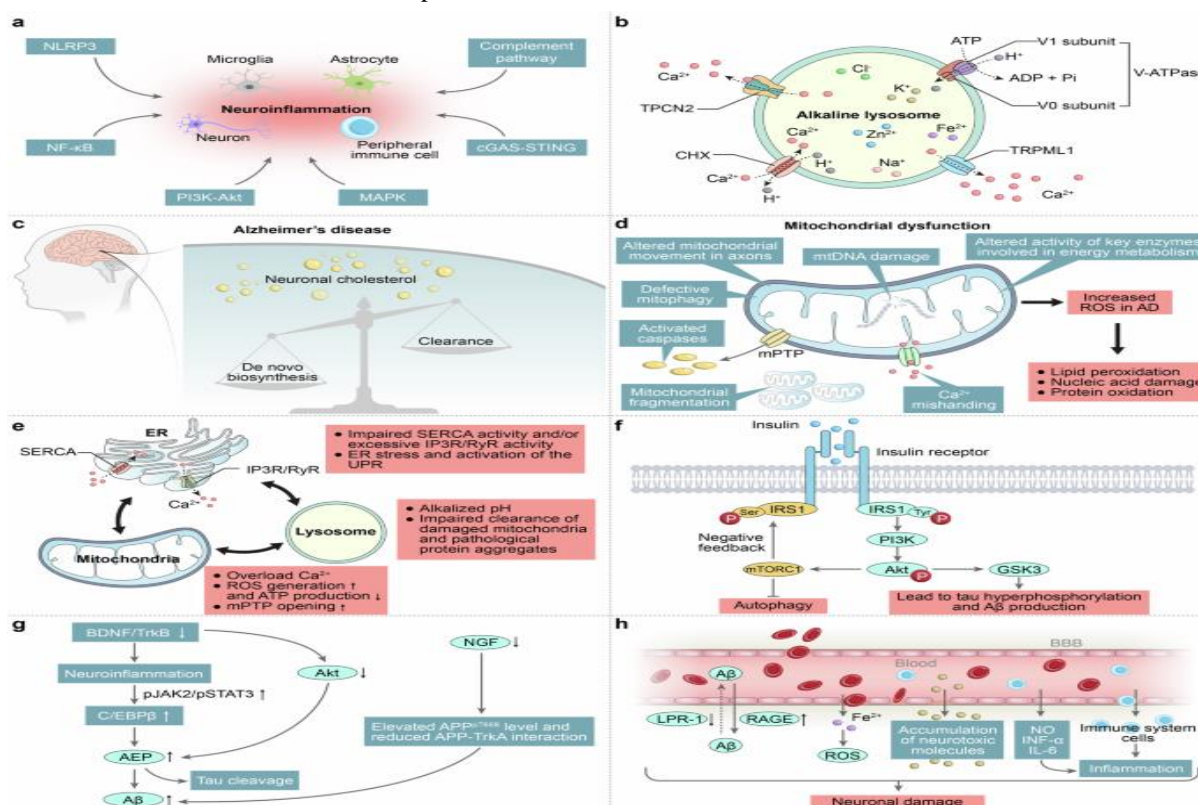 a
NLRP3
Microglia
Astrocyte
Complement
pathway
Neuroinflammation
Neuron
Peripheral
immune cell
NF-κB
cGAS-STING
PI3K-Akt
MAPK
b
ATP
V1 subunit
H⁺
Ca²⁺
Cl⁻
K⁺
ADP + Pi
V-ATPase
TPCN2
V0 subunit
Alkaline lysosome
Ca²⁺
Zn²⁺
Fe²⁺
CHX
TRPML1
H⁺
Na⁺
Ca²⁺
Ca²⁺
H⁺
c
Alzheimer's disease
Neuronal cholesterol
Clearance
De novo
biosynthesis
d
Mitochondrial dysfunction
Altered mitochondrial
movement in axons
mtDNA damage
Altered activity of key enzymes
involved in energy metabolism
Defective
mitophagy
Increased
ROS in AD
Activated
caspases
mPTP
Mitochondrial
fragmentation
Ca²⁺
mishanding
• Lipid peroxidation
• Nucleic acid damage
• Protein oxidation
e
ER
SERCA
IP3R/RyR
Ca²⁺
• Impaired SERCA activity and/or
excessive IP3R/RyR activity
• ER stress and activation of the
UPR
Lysosome
• Alkalized pH
• Impaired clearance of
damaged mitochondria
and pathological
protein aggregates
Mitochondria
• Overload Ca²⁺
• ROS generation ↑
and ATP production ↓
• mPTP opening ↑
f
Insulin
Insulin receptor
P
Ser
IRS1
IRS1
Tyr
P
Negative
feedback
PI3K
mTORC1
Akt
P
GSK3
Autophagy
Lead to tau hyperphosphorylation
and Aβ production
g
BDNF/TrkB ↓
NGF ↓
Neuroinflammation
Akt ↓
pJAK2/pSTAT3 ↑
C/EBPβ ↑
Elevated level and
reduced APP-TrkA interaction
AEP ↑
Tau cleavage
Aβ ↑
h
BBB
Blood
Aβ
LPR-1 ↓
RAGE ↑
Fe²⁺
Aβ
ROS
Accumulation
of neurotoxic
molecules
NO
INF-α
IL-6
Immune system
cells
Inflammation
Neuronal damage